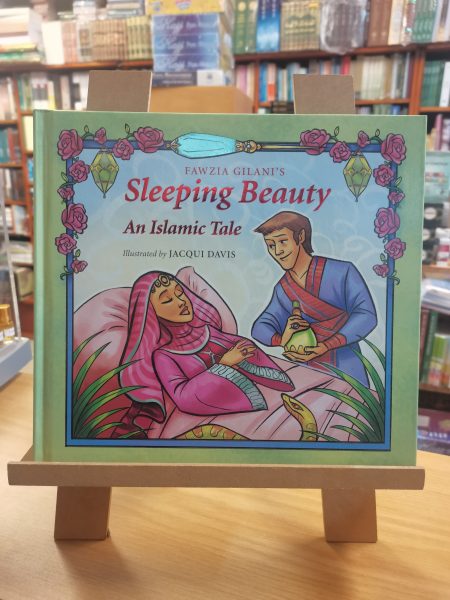 FAWZIA GILANI'S
Sleeping Beauty
An Islamic Tale
Illustrated by JACQUI DAVIS